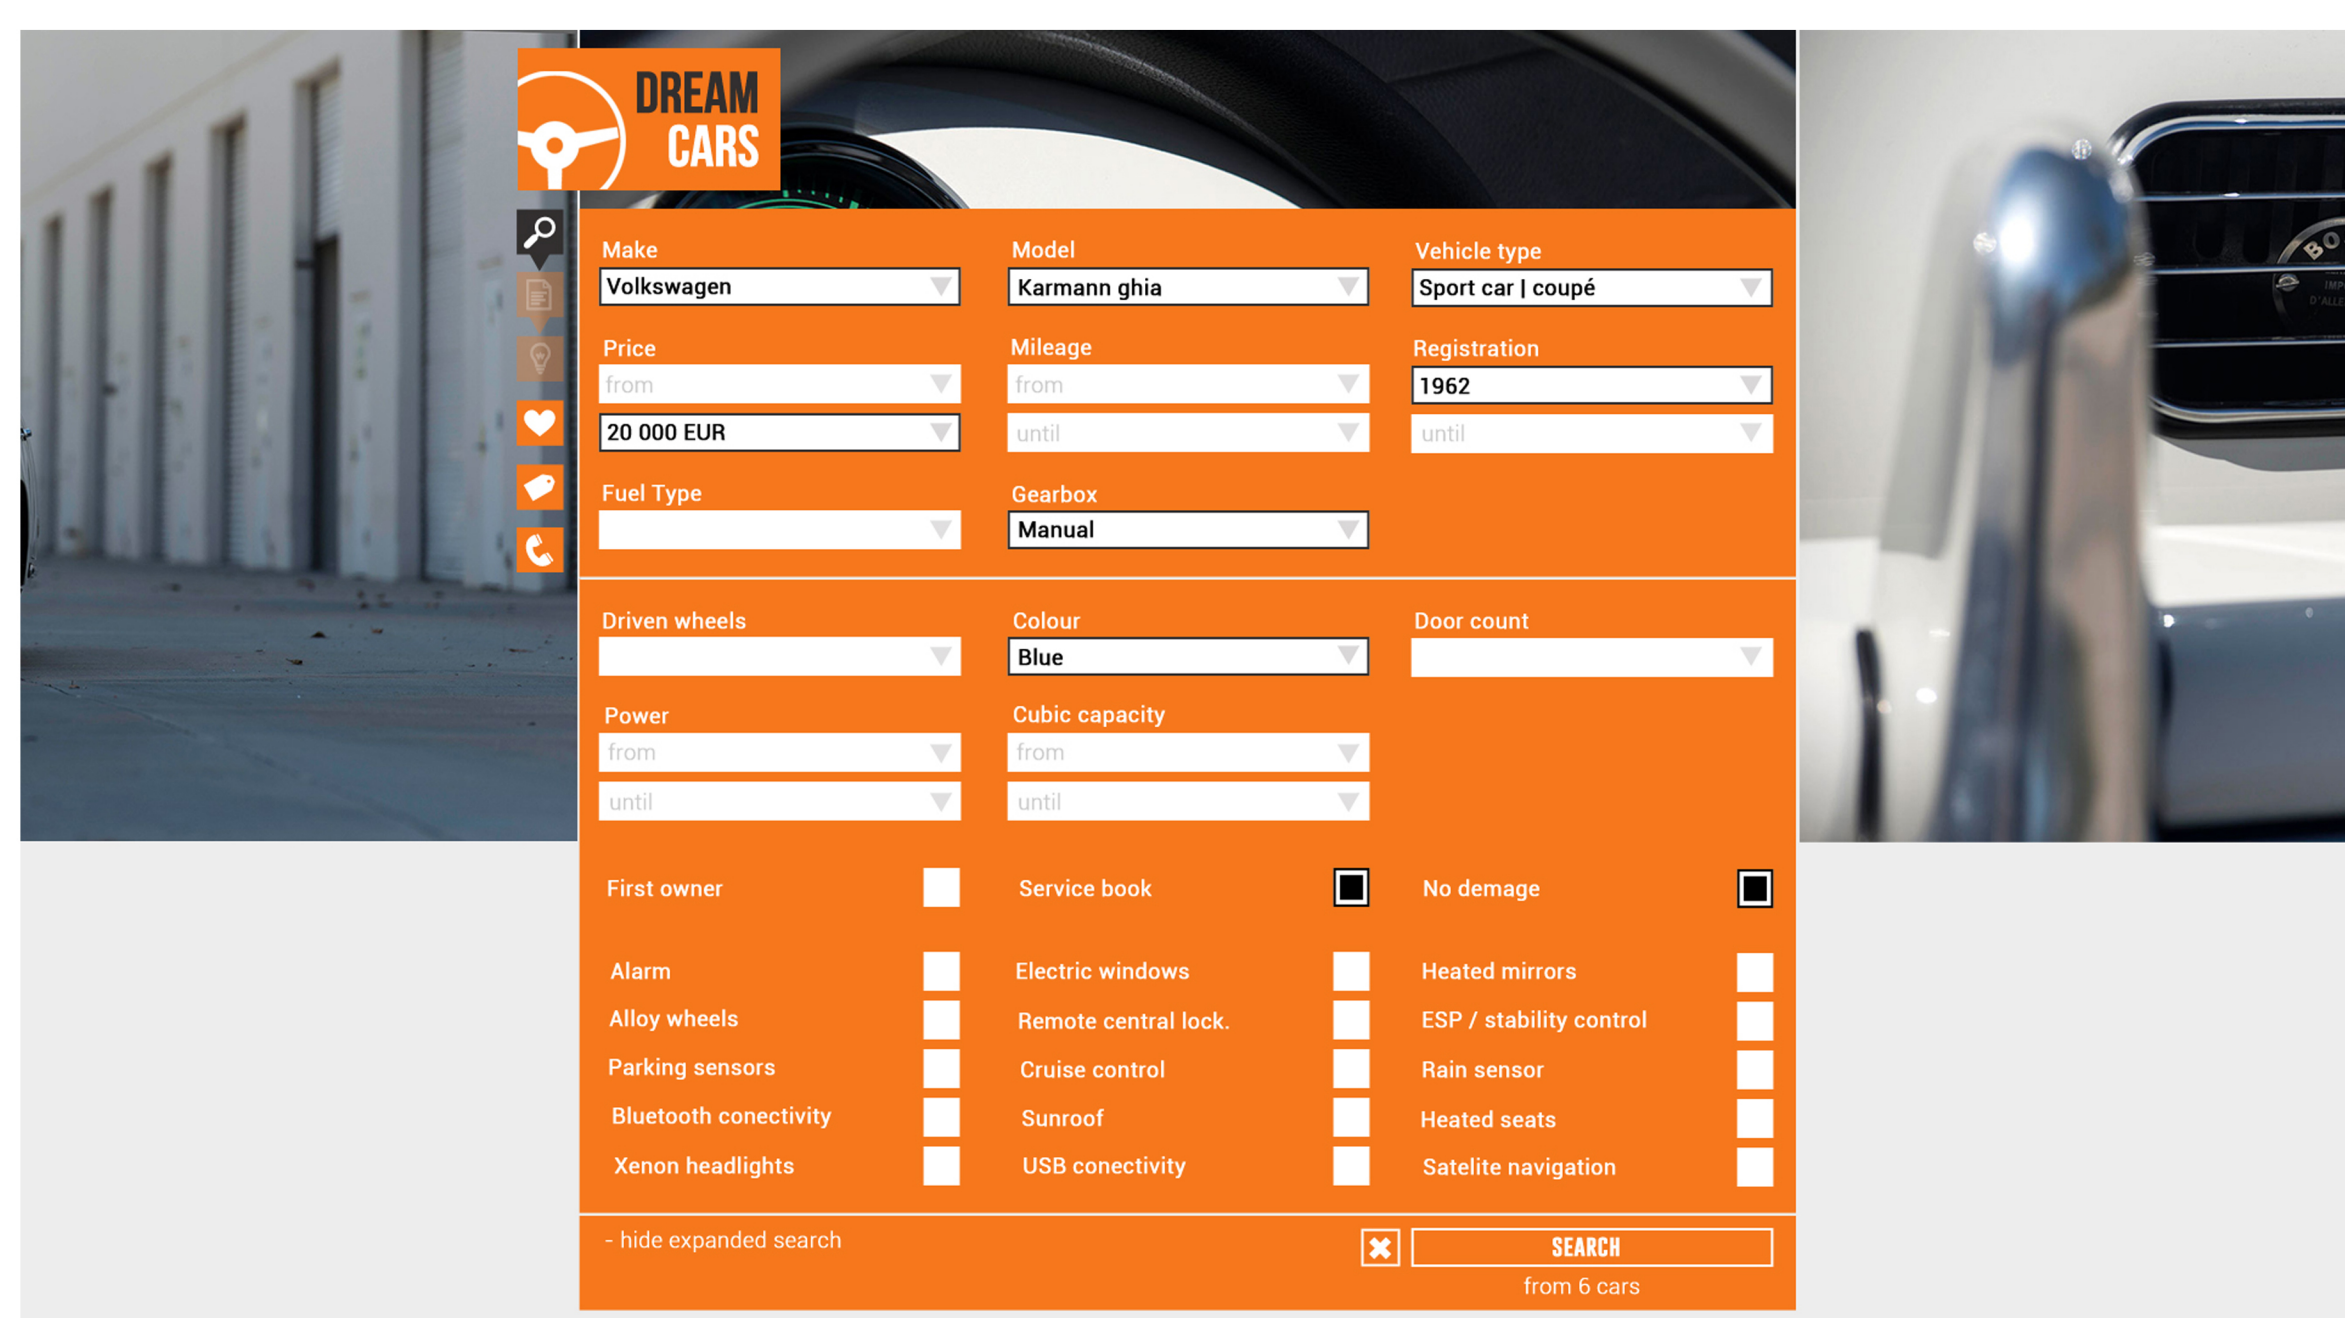 DREAM
CARS
Make
Model
Vehicle type
Volkswagen
Karmann ghia
Sport car | coupé
Price
Mileage
Registration
from
from
1962
20 000 EUR
until
until
Fuel Type
Gearbox
Manual
Driven wheels
Colour
Door count
Blue
Power
Cubic capacity
from
from
until
until
First owner
Service book
No demage
Alarm
Electric windows
Heated mirrors
Alloy wheels
Remote central lock.
ESP / stability control
Parking sensors
Cruise control
Rain sensor
Bluetooth conectivity
Sunroof
Heated seats
Xenon headlights
USB conectivity
Satelite navigation
- hide expanded search
SEARCH
from 6 cars